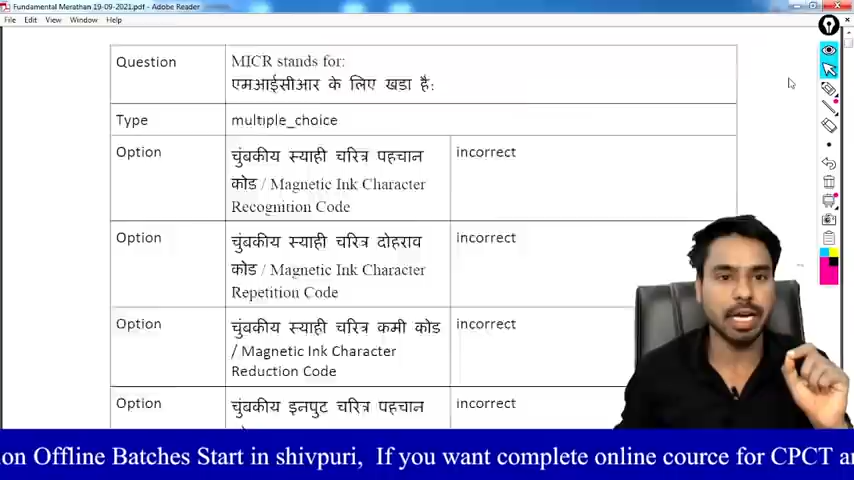 Fundamental Merathan 19-09-2021.pdf - Adobe Reader
File Edit View Window Help
Question
MICR stands for:
एमआईसीआर के लिए खडा है:
Type
multiple_choice
Option
चुंबकीय स्याही चरित्र पहचान
कोड / Magnetic Ink Character
Recognition Code
incorrect
Option
चुंबकीय स्याही चरित्र दोहराव
कोड / Magnetic Ink Character
Repetition Code
incorrect
Option
चुंबकीय स्याही चरित्र कमी कोड
/ Magnetic Ink Character
Reduction Code
incorrect
Option
चुंबकीय इनपुट चरित्र पहचान
incorrect
on Offline Batches Start in shivpuri, If you want complete online cource for CPCT an